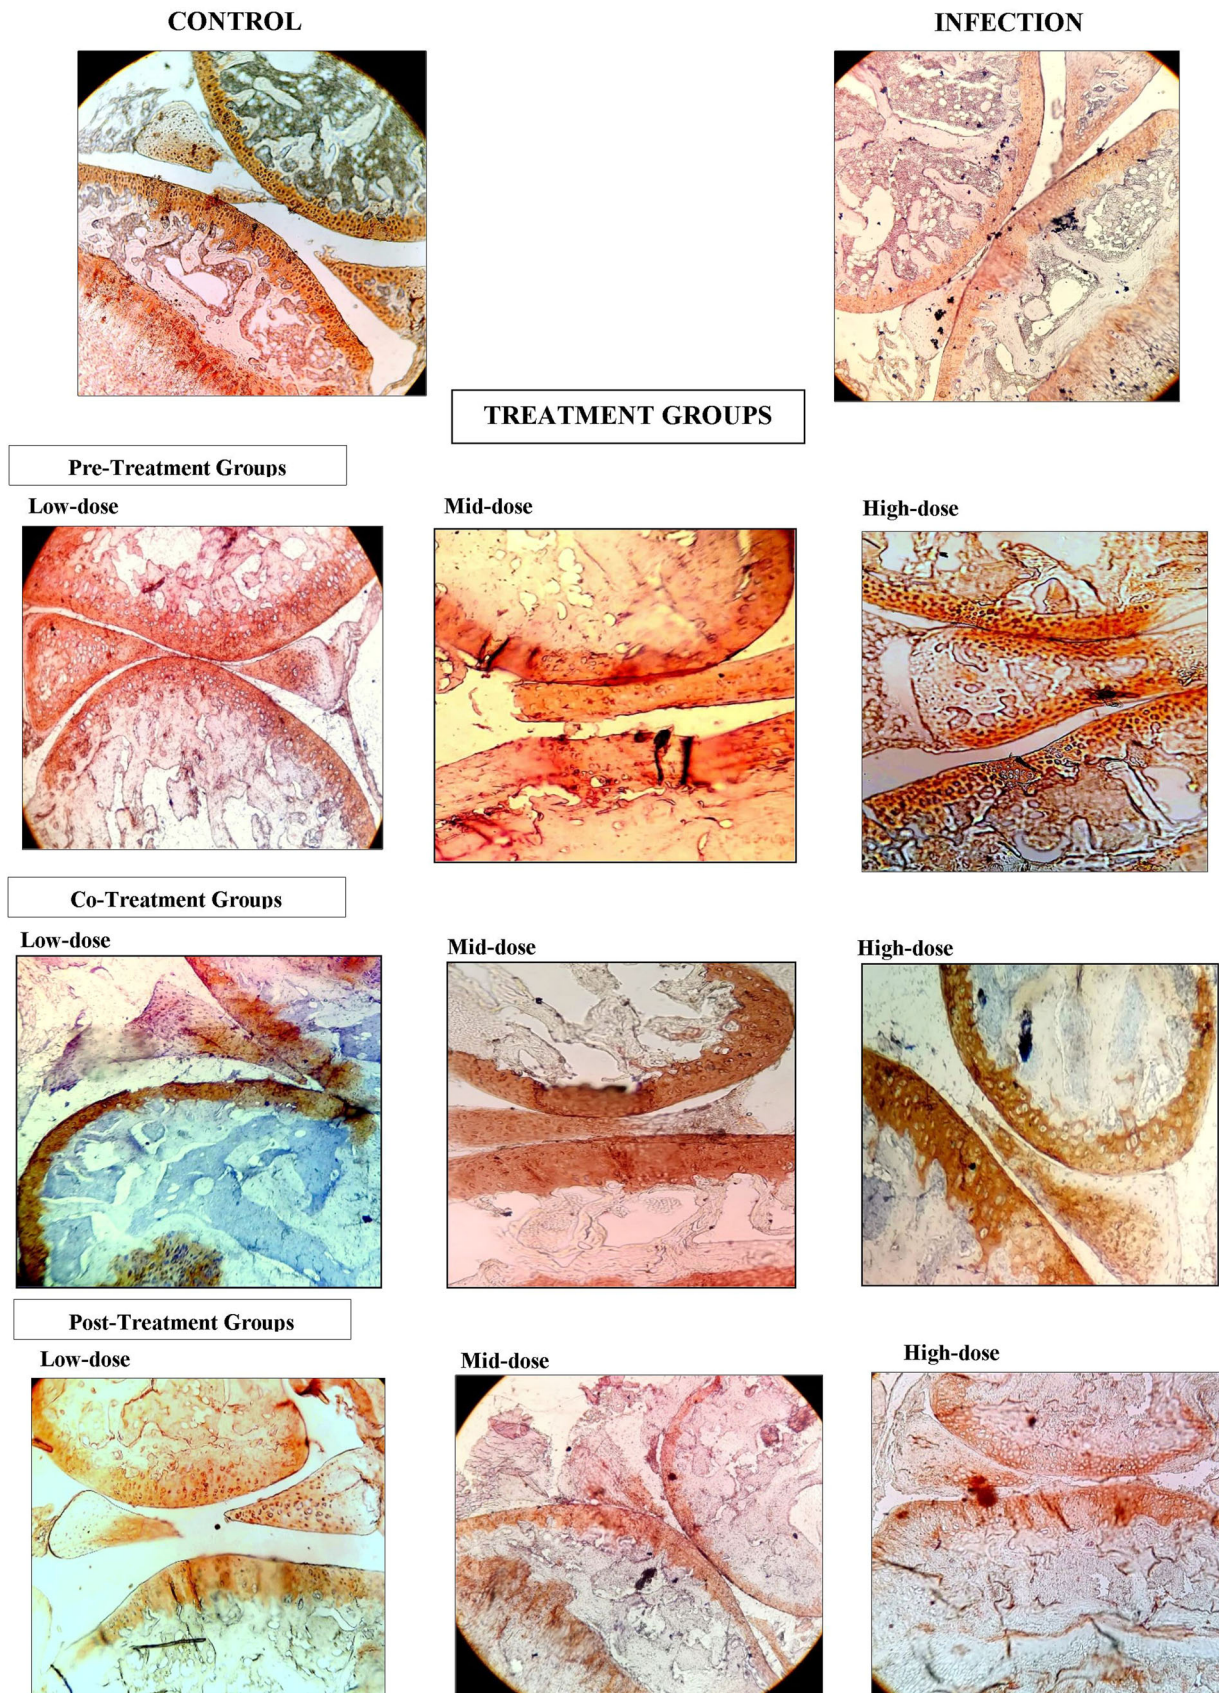 CONTROL
INFECTION
TREATMENT GROUPS
Pre-Treatment Groups
Low-dose
Mid-dose
High-dose
Co-Treatment Groups
Low-dose
Mid-dose
High-dose
Post-Treatment Groups
Low-dose
Mid-dose
High-dose